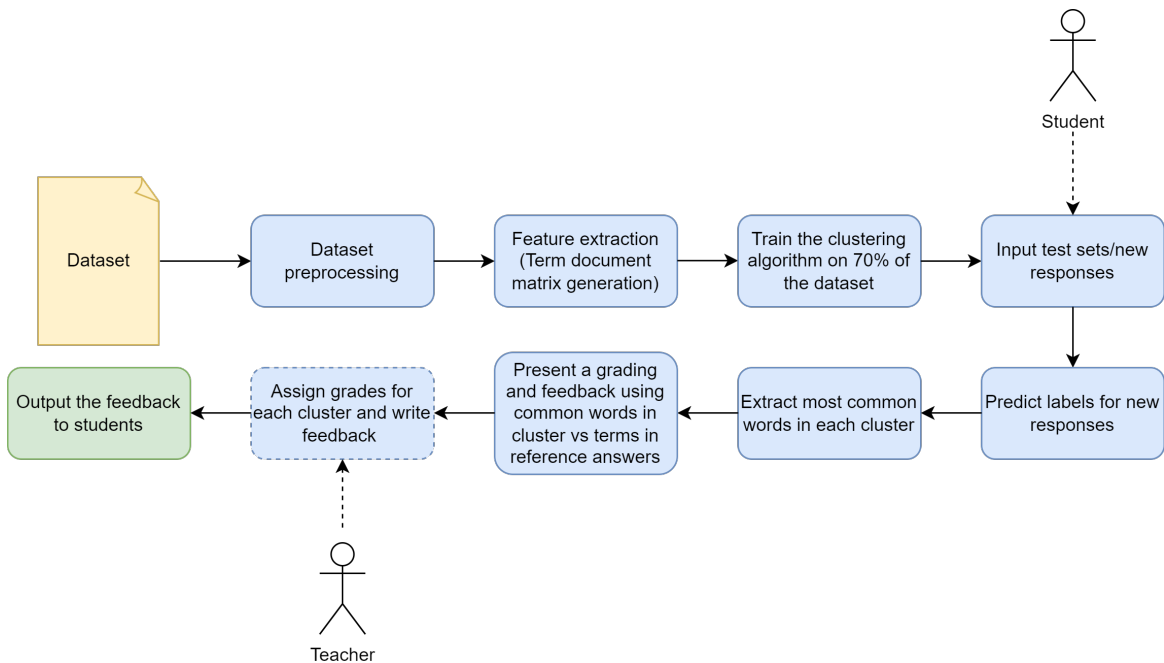 Student
Dataset
Dataset
preprocessing
Feature extraction
(Term document
matrix generation)
Train the clustering
algorithm on 70% of
the dataset
Input test sets/new
responses
Output the feedback
to students
Assign grades for
each cluster and write
feedback
Present a grading
and feedback using
common words in
cluster vs terms in
reference answers
Extract most common
words in each cluster
Predict labels for new
responses
Teacher